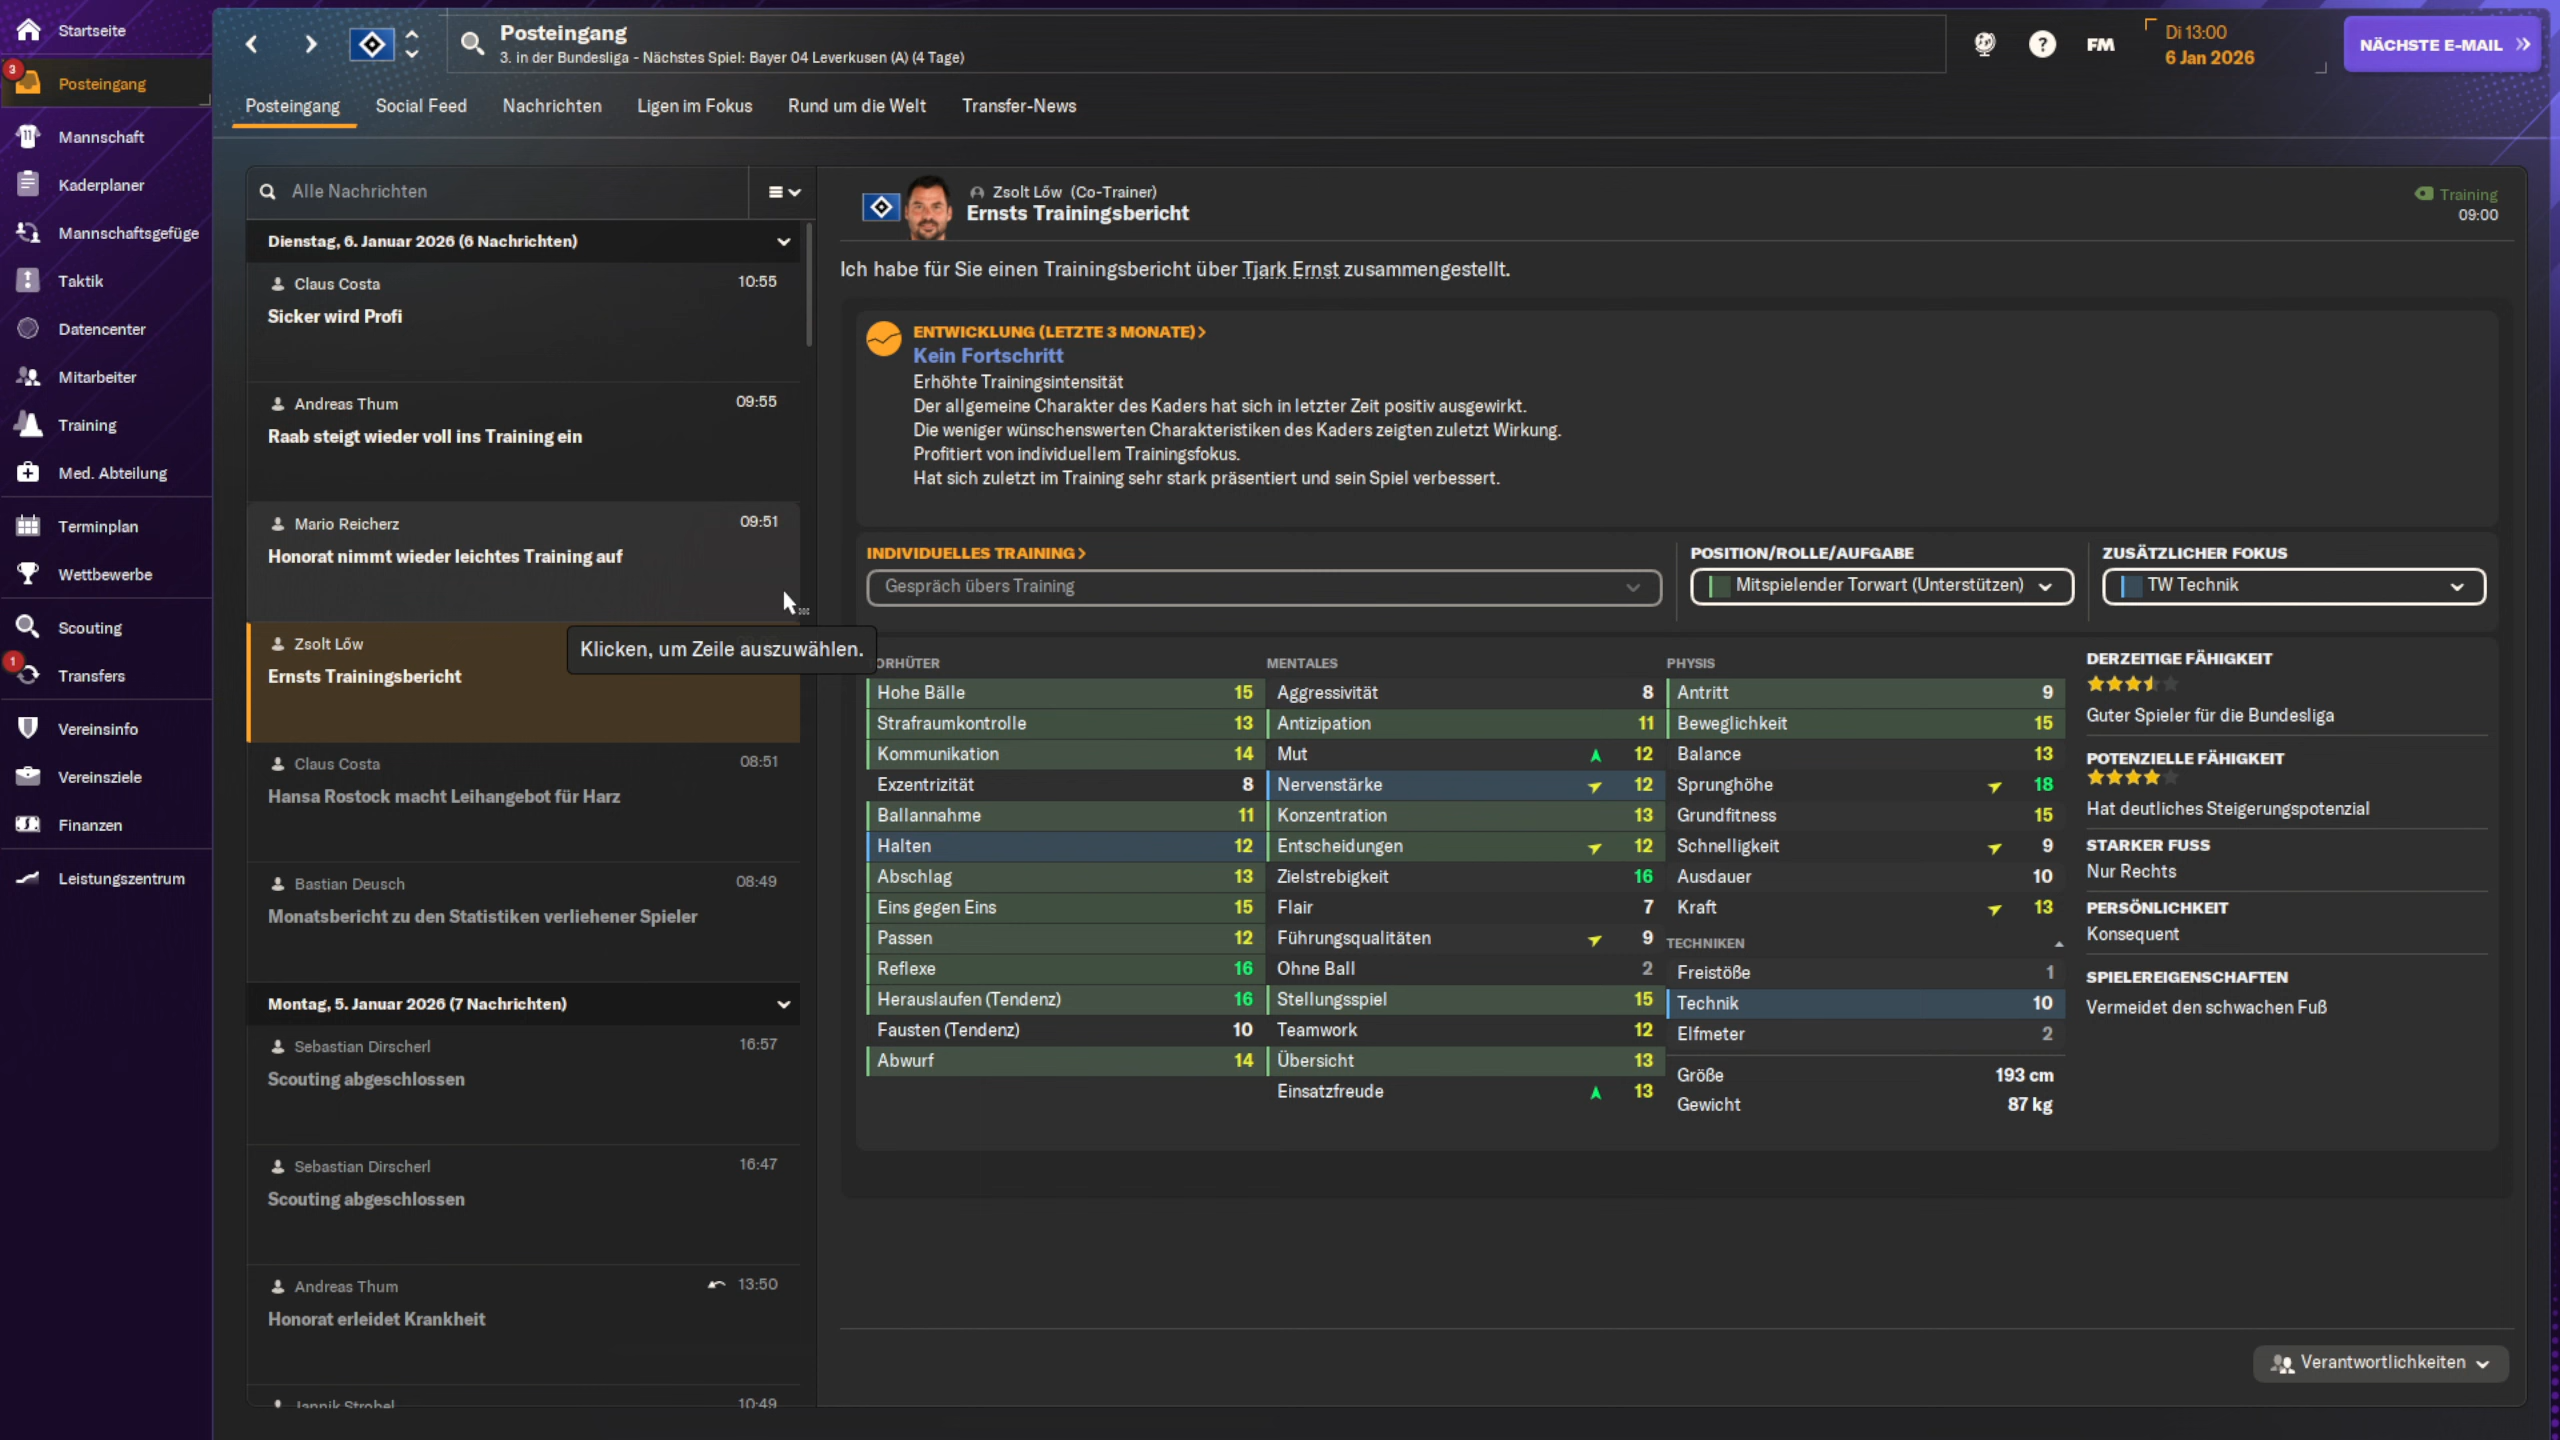 Startseite
3
Posteingang
Mannschaft
Kaderplaner
Mannschaftsgefüge
Taktik
Datencenter
Mitarbeiter
Training
Med. Abteilung
Terminplan
Wettbewerbe
Scouting
1
Transfers
Vereinsinfo
Vereinsziele
Finanzen
Leistungszentrum
Posteingang
3. in der Bundesliga - Nächstes Spiel: Bayer 04 Leverkusen (A) (4 Tage)
?
FM
Di 13:00
6 Jan 2026
NÄCHSTE E-MAIL
Posteingang Social Feed Nachrichten Ligen im Fokus Rund um die Welt Transfer-News
Alle Nachrichten
Dienstag, 6. Januar 2026 (6 Nachrichten)
Claus Costa 10:55
Sicker wird Profi
Andreas Thum 09:55
Raab steigt wieder voll ins Training ein
Mario Reicherz 09:51
Honorat nimmt wieder leichtes Training auf
Zsolt Lőw
Ernsts Trainingsbericht
Klicken, um Zeile auszuwählen.
Claus Costa 08:51
Hansa Rostock macht Leihangebot für Harz
Bastian Deusch 08:49
Monatsbericht zu den Statistiken verliehener Spieler
Montag, 5. Januar 2026 (7 Nachrichten)
Sebastian Dirscherl 16:57
Scouting abgeschlossen
Sebastian Dirscherl 16:47
Scouting abgeschlossen
Andreas Thum 13:50
Honorat erleidet Krankheit
Jannik Strobel 10:49
Zsolt Lőw (Co-Trainer)
Ernsts Trainingsbericht
Training
09:00
Ich habe für Sie einen Trainingsbericht über Tjark Ernst zusammengestellt.
ENTWICKLUNG (LETZTE 3 MONATE)
Kein Fortschritt
Erhöhte Trainingsintensität
Der allgemeine Charakter des Kaders hat sich in letzter Zeit positiv ausgewirkt.
Die weniger wünschenswerten Charakteristiken des Kaders zeigten zuletzt Wirkung.
Profitiert von individuellem Trainingsfokus.
Hat sich zuletzt im Training sehr stark präsentiert und sein Spiel verbessert.
INDIVIDUELLES TRAINING
Gespräch übers Training
POSITION/ROLLE/AUFGABE
Mitspielender Torwart (Unterstützen)
ZUSÄTZLICHER FOKUS
TW Technik
ORHÜTER
Hohe Bälle 15
Strafraumkontrolle 13
Kommunikation 14
Exzentrizität 8
Ballannahme 11
Halten 12
Abschlag 13
Eins gegen Eins 15
Passen 12
Reflexe 16
Herauslaufen (Tendenz) 16
Fausten (Tendenz) 10
Abwurf 14
MENTALES
Aggressivität 8
Antizipation 11
Mut 12
Nervenstärke 12
Konzentration 13
Entscheidungen 12
Zielstrebigkeit 16
Flair 7
Führungsqualitäten 9
Ohne Ball 2
Stellungsspiel 15
Teamwork 12
Übersicht 13
Einsatzfreude 13
PHYSIS
Antritt 9
Beweglichkeit 15
Balance 13
Sprunghöhe 18
Grundfitness 15
Schnelligkeit 9
Ausdauer 10
Kraft 13
TECHNIKEN
Freistöße 1
Technik 10
Elfmeter 2
Größe 193 cm
Gewicht 87 kg
DERZEITIGE FÄHIGKEIT
Guter Spieler für die Bundesliga
POTENZIELLE FÄHIGKEIT
Hat deutliches Steigerungspotenzial
STARKER FUSS
Nur Rechts
PERSÖNLICHKEIT
Konsequent
SPIELEREIGENSCHAFTEN
Vermeidet den schwachen Fuß
Verantwortlichkeiten